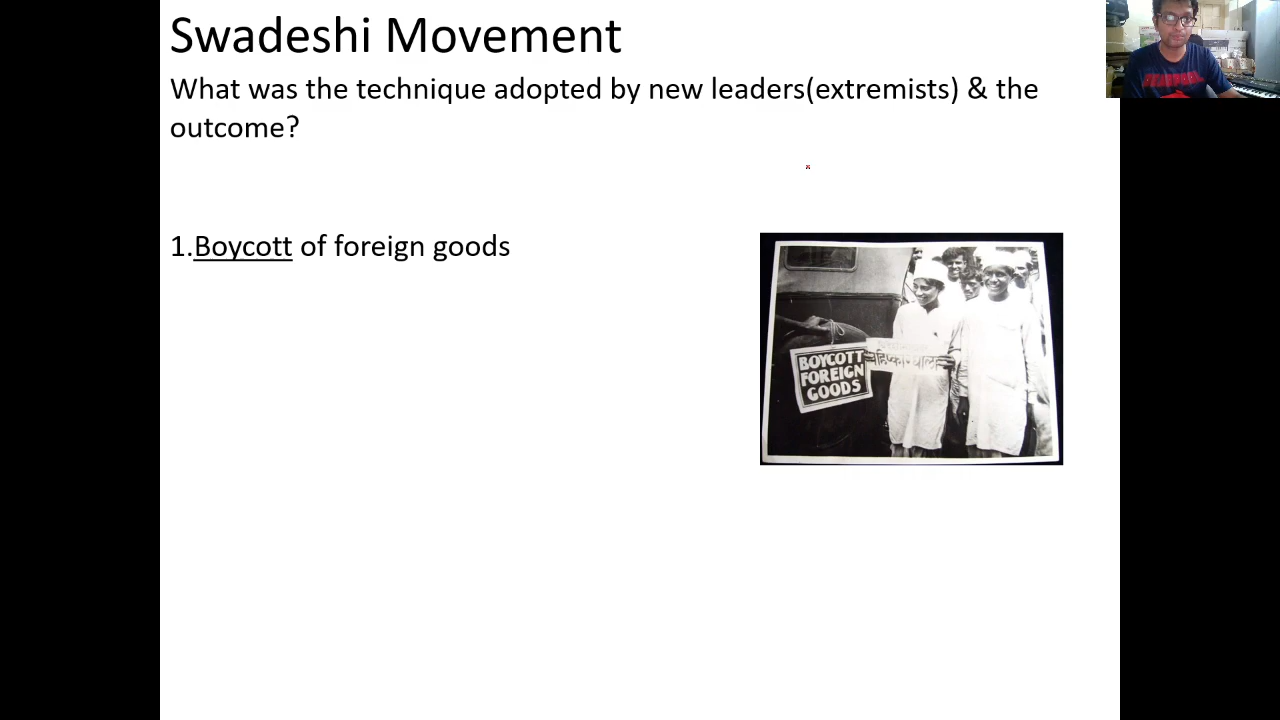 Swadeshi Movement
What was the technique adopted by new leaders(extremists) & the
outcome?
1.Boycott of foreign goods
BOYCOTT
FOREIGN
GOODS